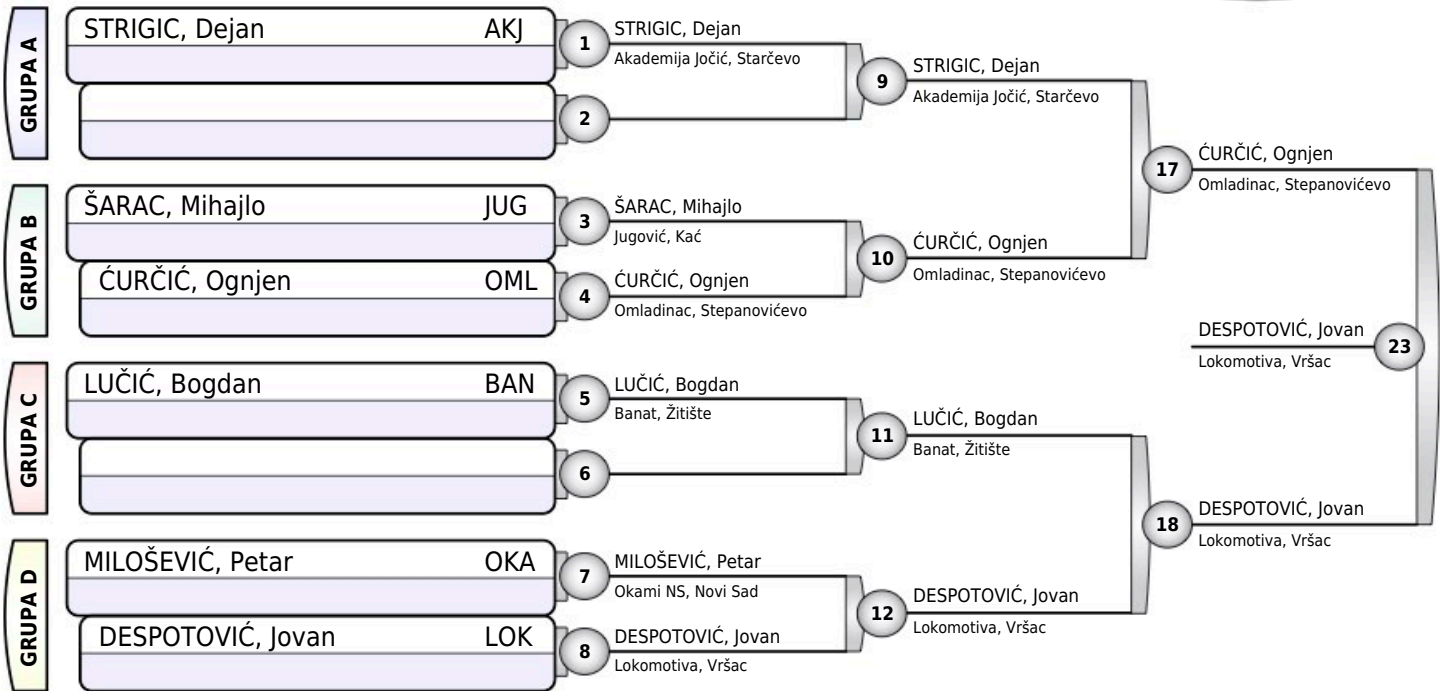 GRUPA A
STRIGIC, Dejan AKJ
1
STRIGIC, Dejan
Akademija Jočić, Starčevo
2
9
STRIGIC, Dejan
Akademija Jočić, Starčevo
GRUPA B
ŠARAC, Mihajlo JUG
3
ŠARAC, Mihajlo
Jugović, Kać
ĆURČIĆ, Ognjen OML
4
ĆURČIĆ, Ognjen
Omladinac, Stepanovićevo
10
ĆURČIĆ, Ognjen
Omladinac, Stepanovićevo
17
ĆURČIĆ, Ognjen
Omladinac, Stepanovićevo
GRUPA C
LUČIĆ, Bogdan BAN
5
LUČIĆ, Bogdan
Banat, Žitište
6
11
LUČIĆ, Bogdan
Banat, Žitište
GRUPA D
MILOŠEVIĆ, Petar OKA
7
MILOŠEVIĆ, Petar
Okami NS, Novi Sad
DESPOTOVIĆ, Jovan LOK
8
DESPOTOVIĆ, Jovan
Lokomotiva, Vršac
12
DESPOTOVIĆ, Jovan
Lokomotiva, Vršac
18
DESPOTOVIĆ, Jovan
Lokomotiva, Vršac
DESPOTOVIĆ, Jovan
Lokomotiva, Vršac
23